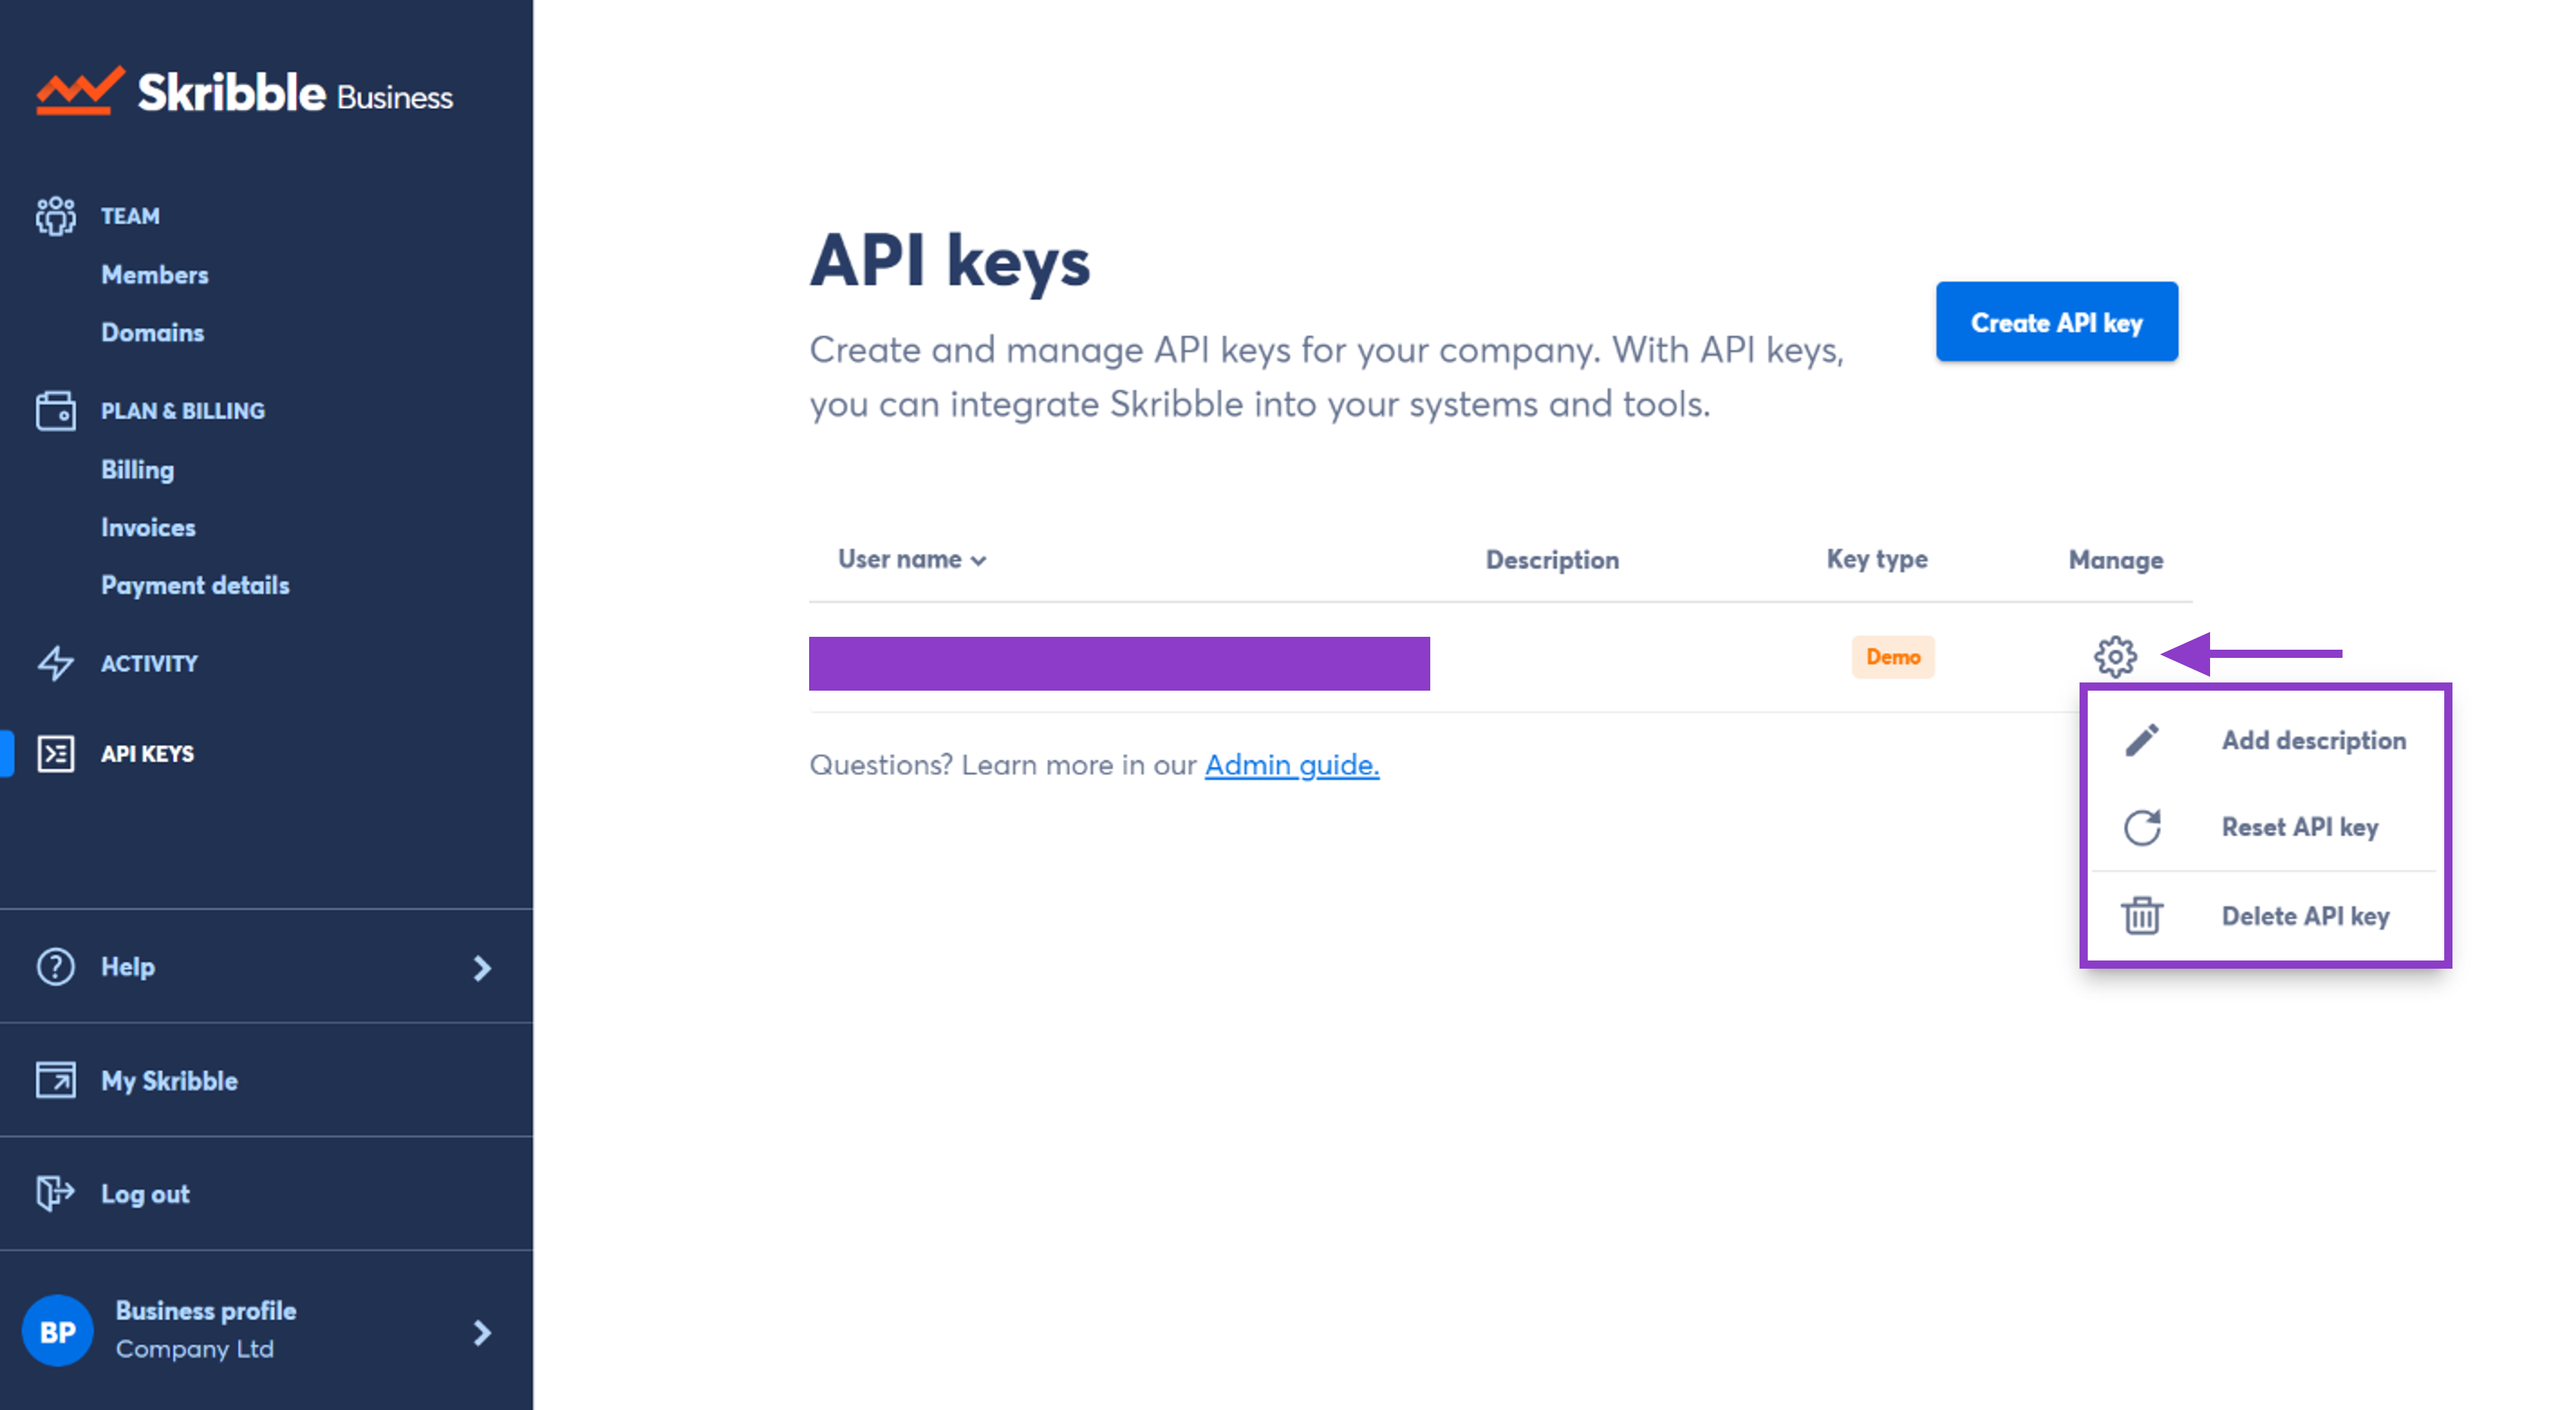 Skribble Business
TEAM
Members
Domains
PLAN & BILLING
Billing
Invoices
Payment details
ACTIVITY
API KEYS
Help
My Skribble
Log out
BP
Business profile
Company Ltd
API keys
Create and manage API keys for your company. With API keys,
you can integrate Skribble into your systems and tools.
Create API key
User name Description Key type Manage
Demo
Questions? Learn more in our Admin guide.
Add description
Reset API key
Delete API key